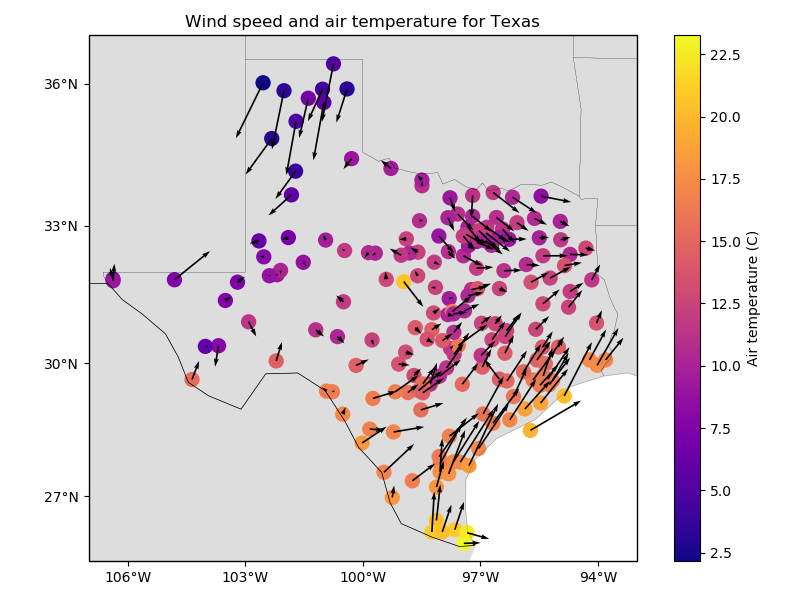 Wind speed and air temperature for Texas
36°N
33°N
30°N
27°N
106°W
103°W
100°W
97°W
94°W
22.5
20.0
17.5
15.0
12.5
10.0
7.5
5.0
2.5
Air temperature (C)